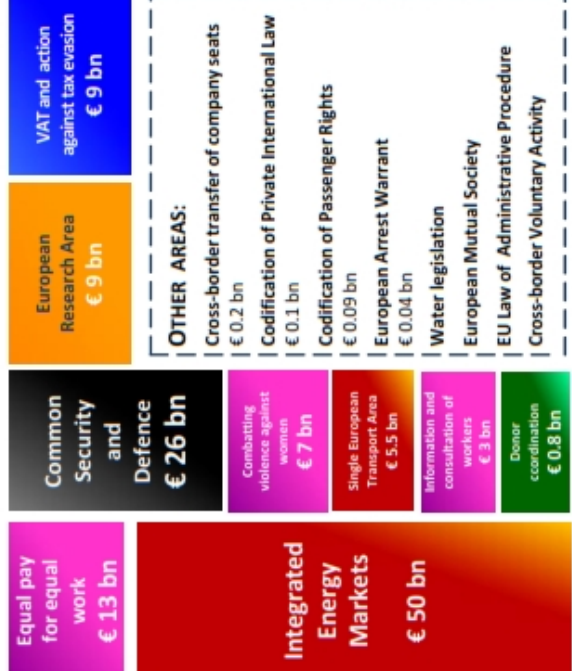 Equal pay
for equal
work
€ 13 bn
Integrated
Energy
Markets
€ 50 bn
Common
Security
and
Defence
€ 26 bn
Combatting
violence against
women
€ 7 bn
Single European
Transport Area
€ 5.5 bn
Information and
consultation of
workers
€ 3 bn
Donor
ccordination
€ 0.8 bn
European
Research Area
€ 9 bn
VAT and action
against tax evasion
€ 9 bn
OTHER AREAS:
Cross-border transfer of company seats
€ 0.2 bn
Codification of Private International Law
€ 0.1 bn
Codification of Passenger Rights
€ 0.09 bn
European Arrest Warrant
€ 0.04 bn
Water legislation
European Mutual Society
EU Law of Administrative Procedure
Cross-border Voluntary Activity